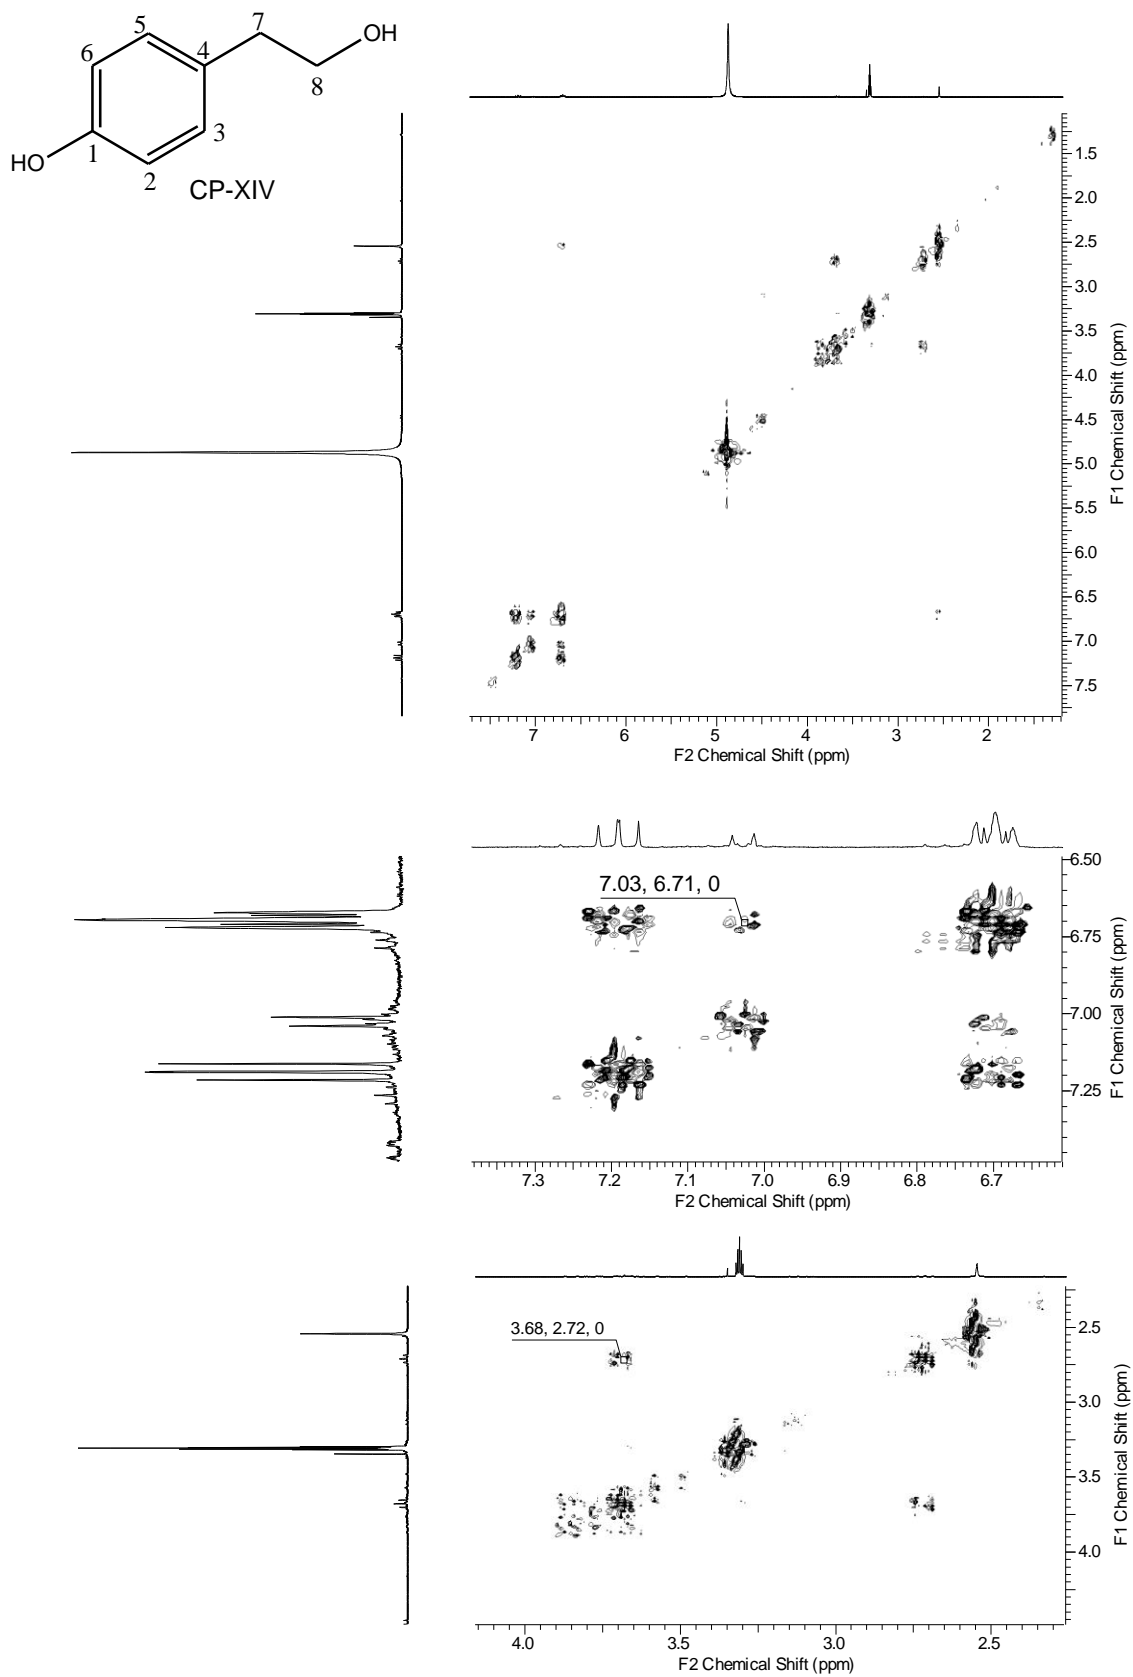 5
7
OH
6
4
8
3
HO
1
2
CP-XIV
1.5
2.0
2.5
3.0
3.5
4.0
4.5
5.0
5.5
6.0
6.5
7.0
7.5
F1 Chemical Shift (ppm)
7 6 5 4 3 2
F2 Chemical Shift (ppm)
7.03, 6.71, 0
6.50
6.75
7.00
7.25
F1 Chemical Shift (ppm)
7.3 7.2 7.1 7.0 6.9 6.8 6.7
F2 Chemical Shift (ppm)
3.68, 2.72, 0
2.5
3.0
3.5
4.0
F1 Chemical Shift (ppm)
4.0 3.5 3.0 2.5
F2 Chemical Shift (ppm)